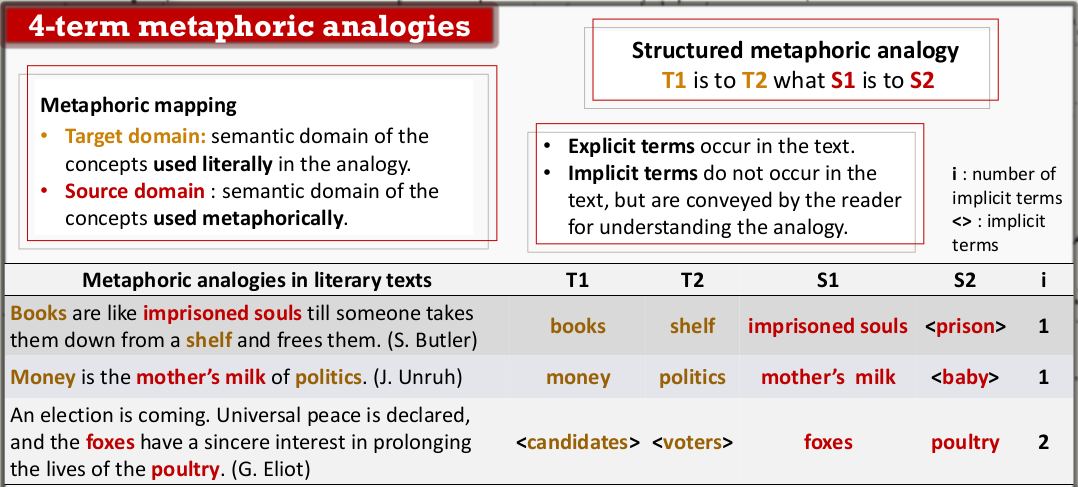 4-term metaphoric analogies
Structured metaphoric analogy
T1 is to T2 what S1 is to S2
Metaphoric mapping
• Target domain: semantic domain of the
concepts used literally in the analogy.
• Source domain : semantic domain of the
concepts used metaphorically.
• Explicit terms occur in the text.
• Implicit terms do not occur in the
text, but are conveyed by the reader
for understanding the analogy.
i : number of
implicit terms
<> : implicit
terms
Metaphoric analogies in literary texts T1 T2 S1 S2 i
Books are like imprisoned souls till someone takes
them down from a shelf and frees them. (S. Butler)
books shelf imprisoned souls <prison> 1
Money is the mother’s milk of politics. (J. Unruh) money politics mother’s milk <baby> 1
An election is coming. Universal peace is declared,
and the foxes have a sincere interest in prolonging
the lives of the poultry. (G. Eliot)
<candidates> <voters> foxes poultry 2